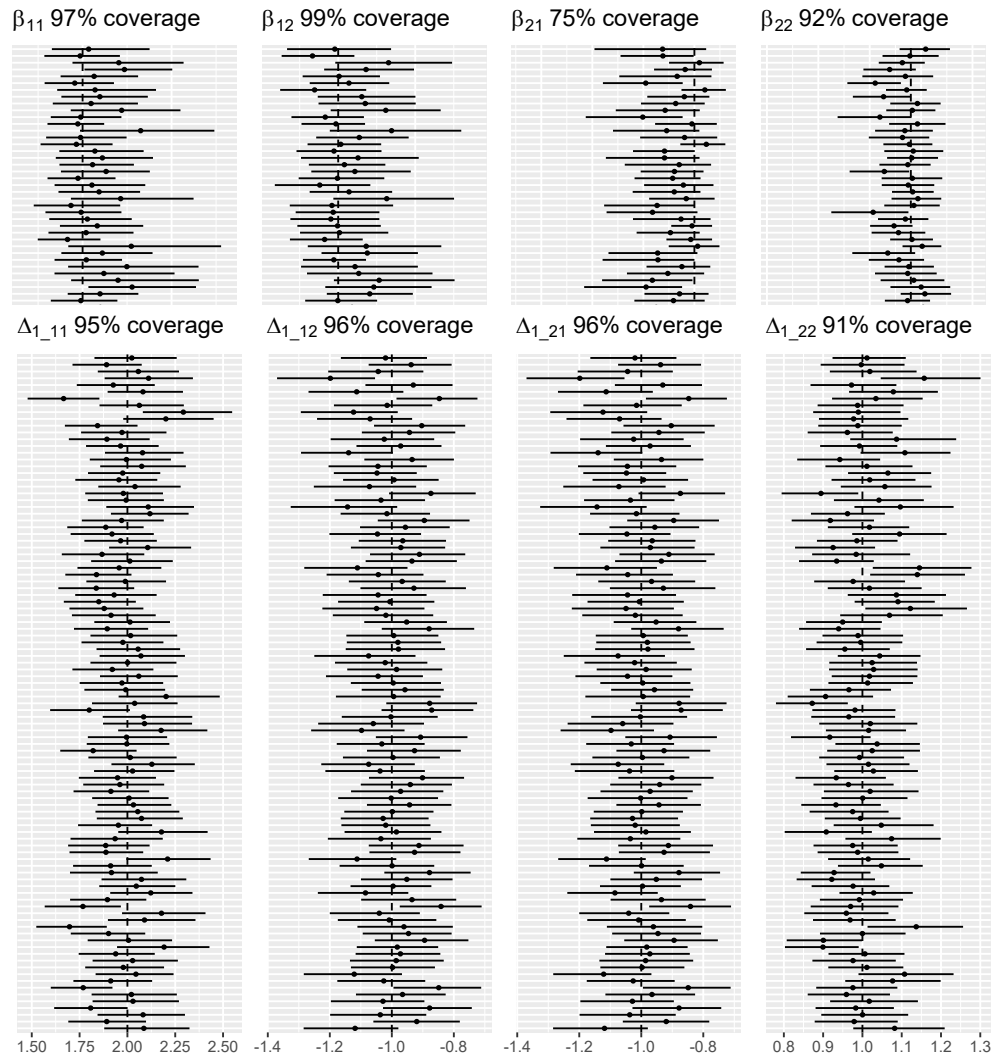 β11 97% coverage
β12 99% coverage
β21 75% coverage
β22 92% coverage
Δ1_11 95% coverage
Δ1_12 96% coverage
Δ1_21 96% coverage
Δ1_22 91% coverage
1.50 1.75 2.00 2.25 2.50
-1.4 -1.2 -1.0 -0.8
-1.4 -1.2 -1.0 -0.8
0.8 0.9 1.0 1.1 1.2 1.3